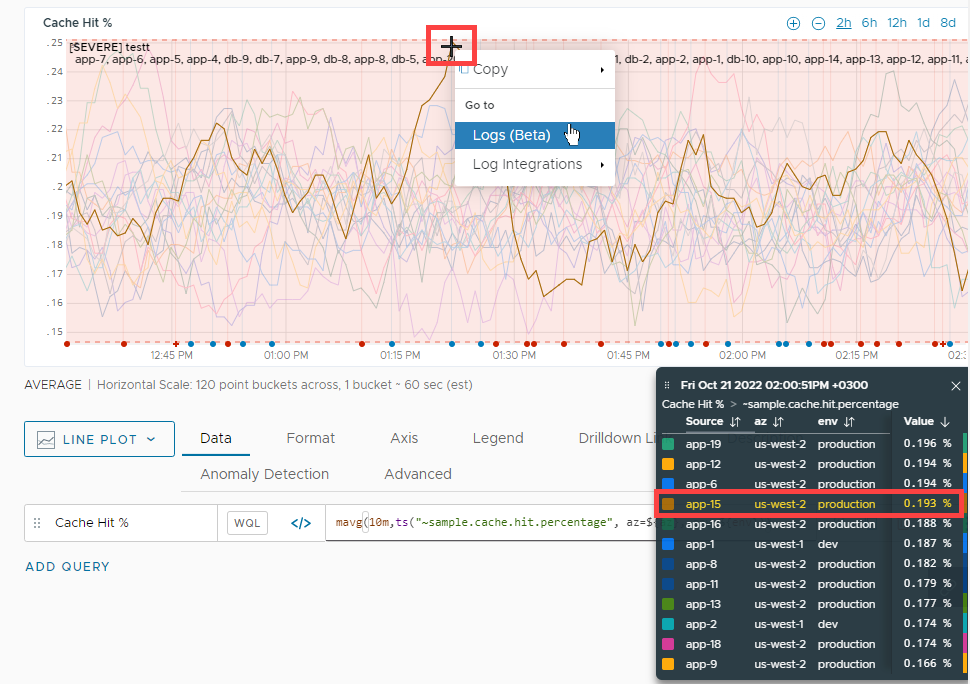 Cache Hit %
2h 6h 12h 1d 8d
.25
[SEVERE] testt
app-7, app-6, app-5, app-4, db-9, db-7, app-9, db-8, app-8, db-5, app- 1, db-2, app-2, app-1, db-10, app-10, app-14, app-13, app-12, app-11,
Copy
.24
.23
Go to
.22
Logs (Beta)
.21
Log Integrations
.2
.19
.18
.17
.16
.15
12:45 PM 01:00 PM 01:15 PM 01:30 PM 01:45 PM 02:00 PM 02:15 PM 02:
AVERAGE | Horizontal Scale: 120 point buckets across, 1 bucket ~ 60 sec (est)
LINE PLOT
Data Format Axis Legend Drilldown Li
Anomaly Detection Advanced
Cache Hit % WQL </> mavg(10m,ts("~sample.cache.hit.percentage", az=$
ADD QUERY
Fri Oct 21 2022 02:00:51PM +0300
Cache Hit % > ~sample.cache.hit.percentage
Source az env Value
app-19 us-west-2 production 0.196 %
app-12 us-west-2 production 0.194 %
app-6 us-west-2 production 0.194 %
app-15 us-west-2 production 0.193 %
app-16 us-west-2 production 0.188 %
app-1 us-west-1 dev 0.187 %
app-8 us-west-2 production 0.182 %
app-11 us-west-2 production 0.179 %
app-13 us-west-2 production 0.177 %
app-2 us-west-1 dev 0.174 %
app-18 us-west-2 production 0.174 %
app-9 us-west-2 production 0.166 %